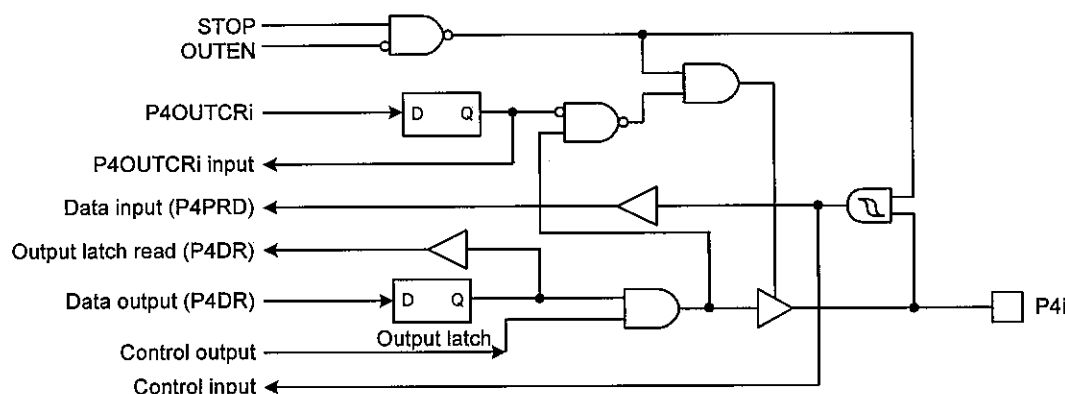 STOP
OUTEN
P4OUTCRi
D Q
P4OUTCRi input
Data input (P4PRD)
Output latch read (P4DR)
Data output (P4DR)
D Q
P4i
Output latch
Control output
Control input